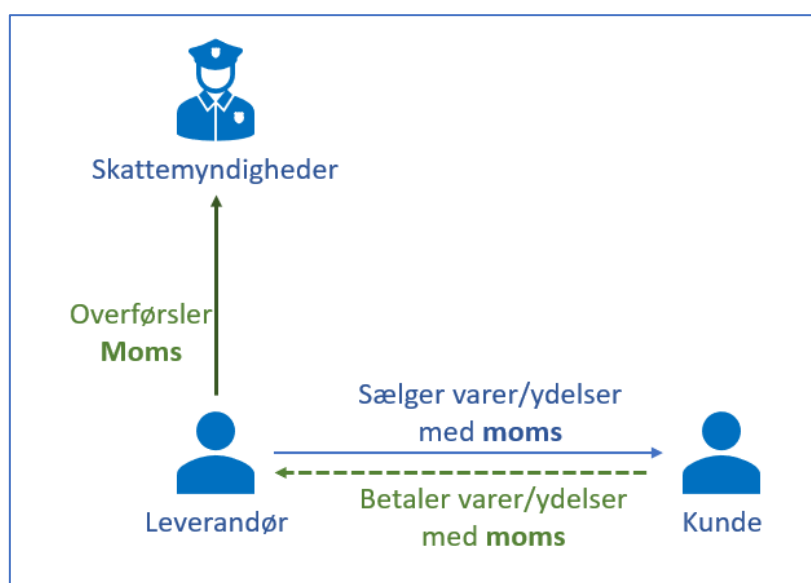 Skattemyndigheder
Overførsler
Moms
Sælger varer/ydelser
med moms
Betaler varer/ydelser
med moms
Leverandør
Kunde